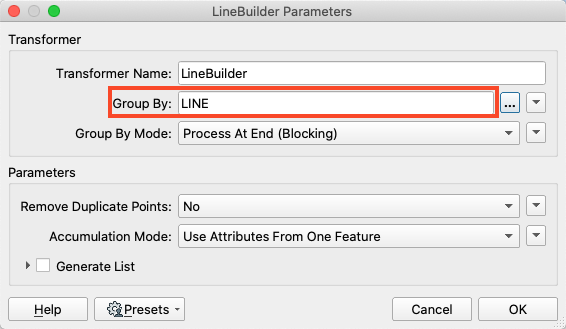 LineBuilder Parameters
Transformer
Transformer Name: LineBuilder
Group By: LINE ...
Group By Mode: Process At End (Blocking)
Parameters
Remove Duplicate Points: No
Accumulation Mode: Use Attributes From One Feature
Generate List
Help Presets Cancel OK